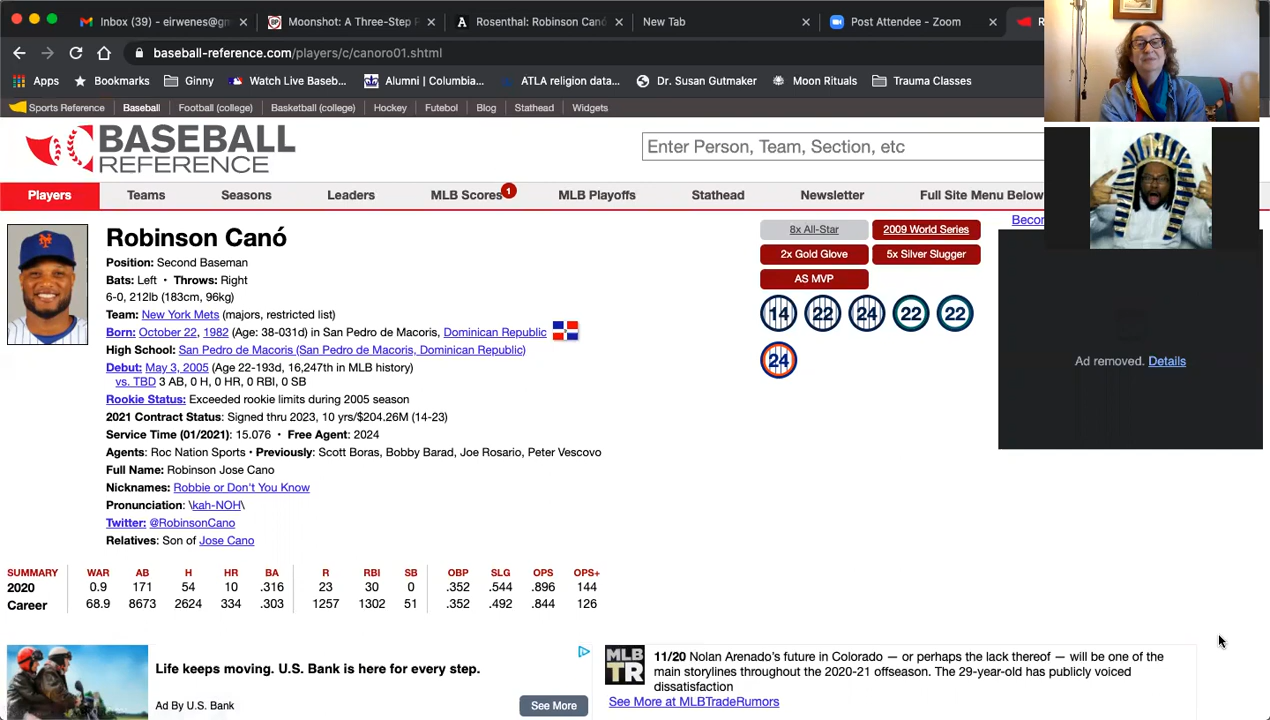 Inbox (39) - eirwenes@gm
Moonshot: A Three-Step P
Rosenthal: Robinson Canó
New Tab
Post Attendee - Zoom
baseball-reference.com/players/c/canoro01.shtml
Apps
Bookmarks
Ginny
Watch Live Baseb...
Alumni | Columbia...
ATLA religion data...
Dr. Susan Gutmaker
Moon Rituals
Trauma Classes
Sports Reference
Baseball
Football (college)
Basketball (college)
Hockey
Futebol
Blog
Stathead
Widgets
BASEBALL
REFERENCE
Enter Person, Team, Section, etc
Players
Teams
Seasons
Leaders
MLB Scores 1
MLB Playoffs
Stathead
Newsletter
Full Site Menu Below
Becor
Robinson Canó
Position: Second Baseman
Bats: Left • Throws: Right
6-0, 212lb (183cm, 96kg)
Team: New York Mets (majors, restricted list)
Born: October 22, 1982 (Age: 38-031d) in San Pedro de Macoris, Dominican Republic
High School: San Pedro de Macoris (San Pedro de Macoris, Dominican Republic)
Debut: May 3, 2005 (Age 22-193d, 16,247th in MLB history)
vs. TBD 3 AB, 0 H, 0 HR, 0 RBI, 0 SB
Rookie Status: Exceeded rookie limits during 2005 season
2021 Contract Status: Signed thru 2023, 10 yrs/$204.26M (14-23)
Service Time (01/2021): 15.076 • Free Agent: 2024
Agents: Roc Nation Sports • Previously: Scott Boras, Bobby Barad, Joe Rosario, Peter Vescovo
Full Name: Robinson Jose Cano
Nicknames: Robbie or Don't You Know
Pronunciation: \kah-NOH\
Twitter: @RobinsonCano
Relatives: Son of Jose Cano
8x All-Star
2009 World Series
2x Gold Glove
5x Silver Slugger
AS MVP
14 22 24 22 22
24
Ad removed. Details
SUMMARY WAR AB H HR BA R RBI SB OBP SLG OPS OPS+
2020 0.9 171 54 10 .316 23 30 0 .352 .544 .896 144
Career 68.9 8673 2624 334 .303 1257 1302 51 .352 .492 .844 126
Life keeps moving. U.S. Bank is here for every step.
Ad By U.S. Bank
See More
MLB
TR
11/20 Nolan Arenado's future in Colorado — or perhaps the lack thereof — will be one of the
main storylines throughout the 2020-21 offseason. The 29-year-old has publicly voiced
dissatisfaction
See More at MLBTradeRumors